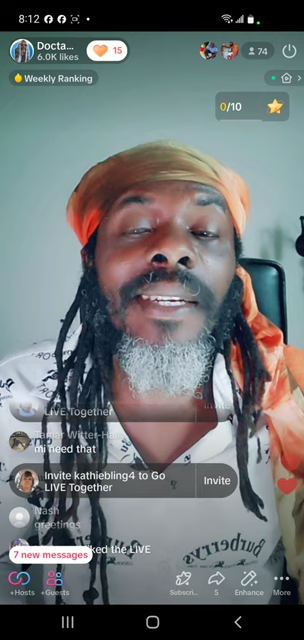 8:12
Docta...
6.0K likes
15
74
Weekly Ranking
0/10
LIVE Together
Invite
mi need that
Invite kathiebling4 to Go
LIVE Together
Invite
Nash
greetings
7 new messages
ked the LIVE
Burberrys
+Hosts
+Guests
Subscri...
5
Enhance
More